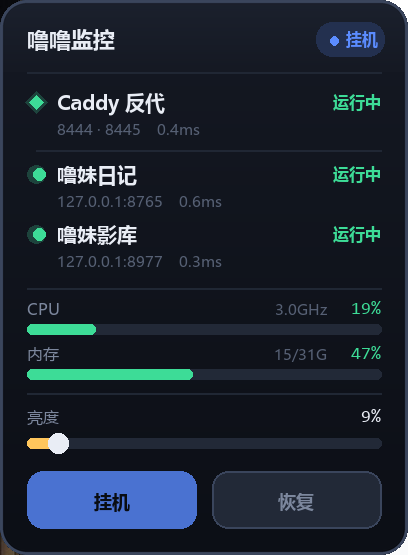 噜噜监控 挂机
Caddy 反代 运行中
8444 · 8445 0.4ms
噜妹日记 运行中
127.0.0.1:8765 0.6ms
噜妹影库 运行中
127.0.0.1:8977 0.3ms
CPU 3.0GHz 19%
内存 15/31G 47%
亮度 9%
挂机 恢复